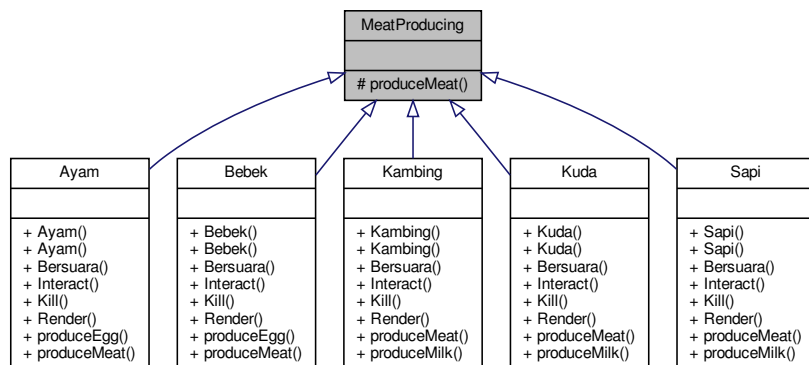 MeatProducing
# produceMeat()
Ayam
+ Ayam()
+ Ayam()
+ Bersuara()
+ Interact()
+ Kill()
+ Render()
+ produceEgg()
+ produceMeat()
Bebek
+ Bebek()
+ Bebek()
+ Bersuara()
+ Interact()
+ Kill()
+ Render()
+ produceEgg()
+ produceMeat()
Kambing
+ Kambing()
+ Kambing()
+ Bersuara()
+ Interact()
+ Kill()
+ Render()
+ produceMeat()
+ produceMilk()
Kuda
+ Kuda()
+ Kuda()
+ Bersuara()
+ Interact()
+ Kill()
+ Render()
+ produceMeat()
+ produceMilk()
Sapi
+ Sapi()
+ Sapi()
+ Bersuara()
+ Interact()
+ Kill()
+ Render()
+ produceMeat()
+ produceMilk()